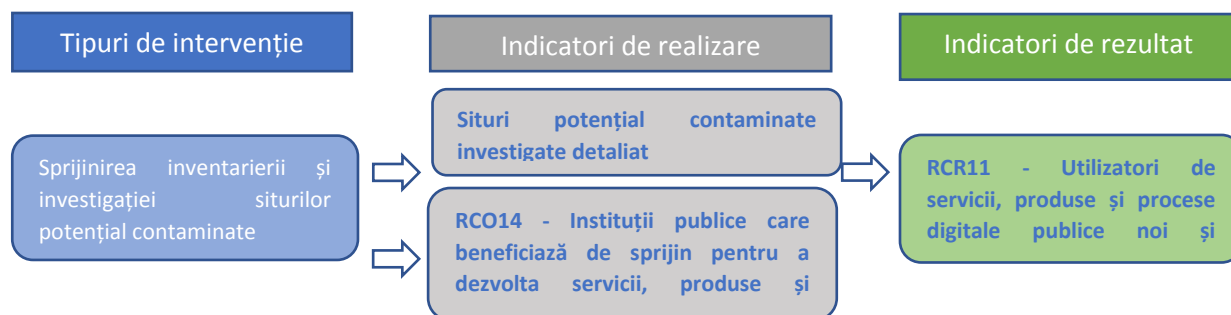 Tipuri de intervenție
Indicatori de realizare
Indicatori de rezultat
Sprijinirea inventarierii și
investigației siturilor
potențial contaminate
Situri potențial contaminate
investigate detaliat
RCO14 - Instituții publice care
beneficiază de sprijin pentru a
dezvolta servicii, produse și
RCR11 - Utilizatori de
servicii, produse și procese
digitale publice noi și